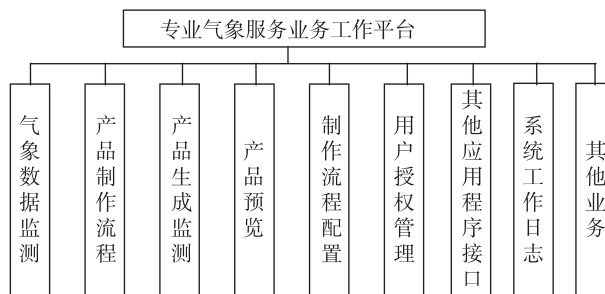 专业气象服务业务工作平台
气象数据监测
产品制作流程
产品生成监测
产品预览
制作流程配置
用户授权管理
其他应用程序接口
系统工作日志
其他业务